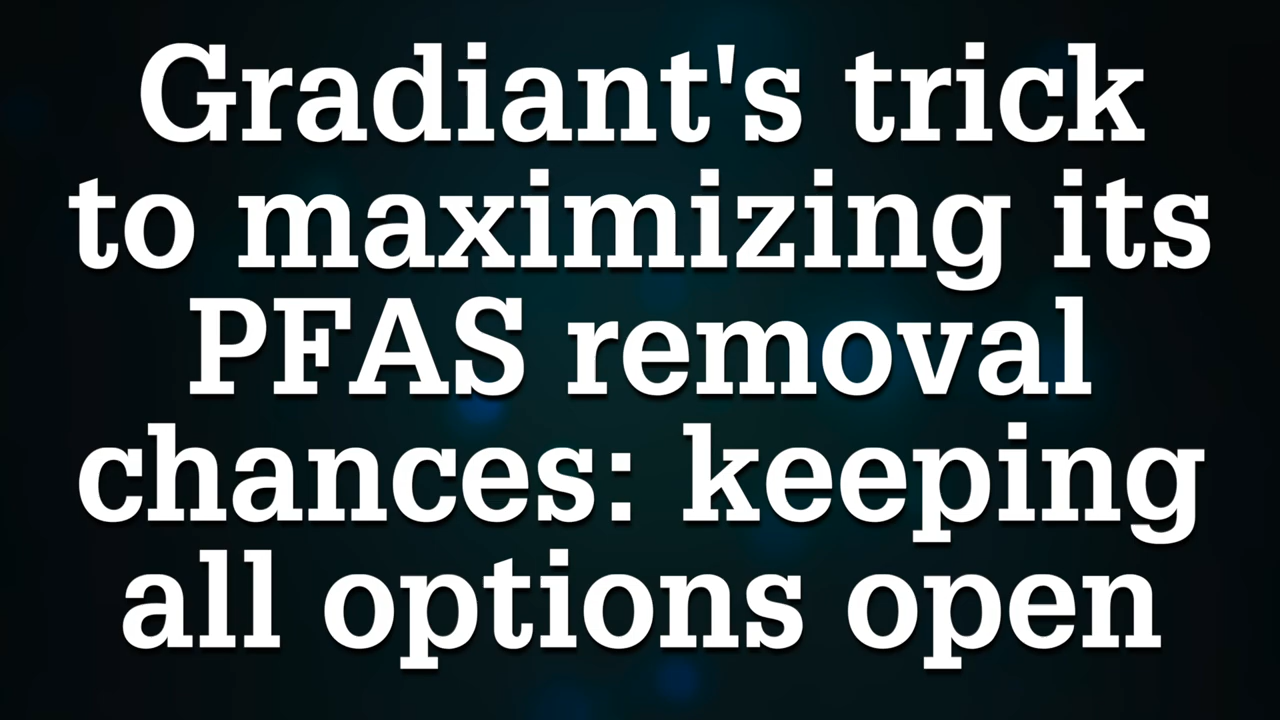 Gradiant's trick
to maximizing its
PFAS removal
chances: keeping
all options open